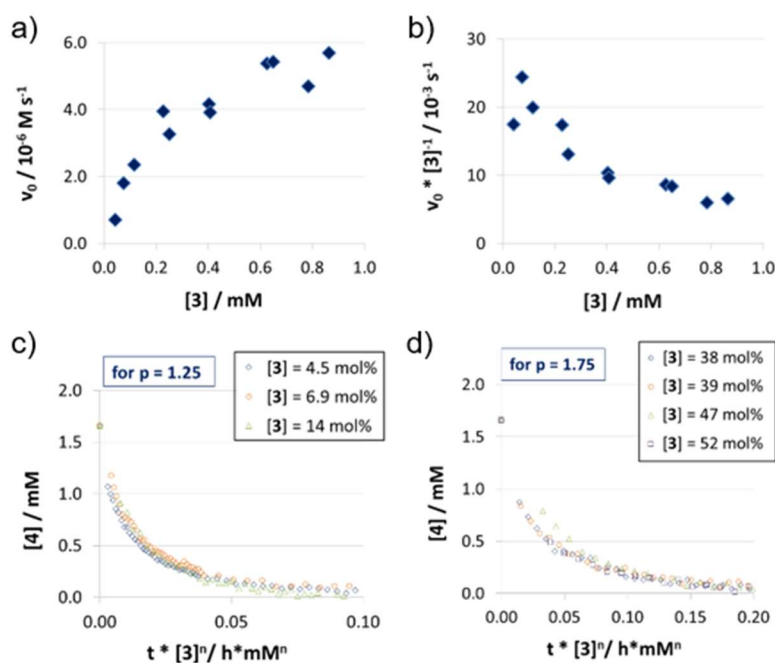 a)
6.0
4.0
2.0
0.0
v₀ / 10⁻⁶ M s⁻¹
0.0 0.2 0.4 0.6 0.8 1.0
[3] / mM
b)
30
20
10
0
v₀ * [3]⁻¹ / 10⁻³ s⁻¹
0.0 0.2 0.4 0.6 0.8 1.0
[3] / mM
c)
for p = 1.25
[3] = 4.5 mol%
[3] = 6.9 mol%
[3] = 14 mol%
2.0
1.5
1.0
0.5
0.0
[4] / mM
0.00 0.05 0.10
t * [3]ⁿ/ h*mMⁿ
d)
for p = 1.75
[3] = 38 mol%
[3] = 39 mol%
[3] = 47 mol%
[3] = 52 mol%
2.0
1.5
1.0
0.5
0.0
[4] / mM
0.00 0.05 0.10 0.15 0.20
t * [3]ⁿ/ h*mMⁿ